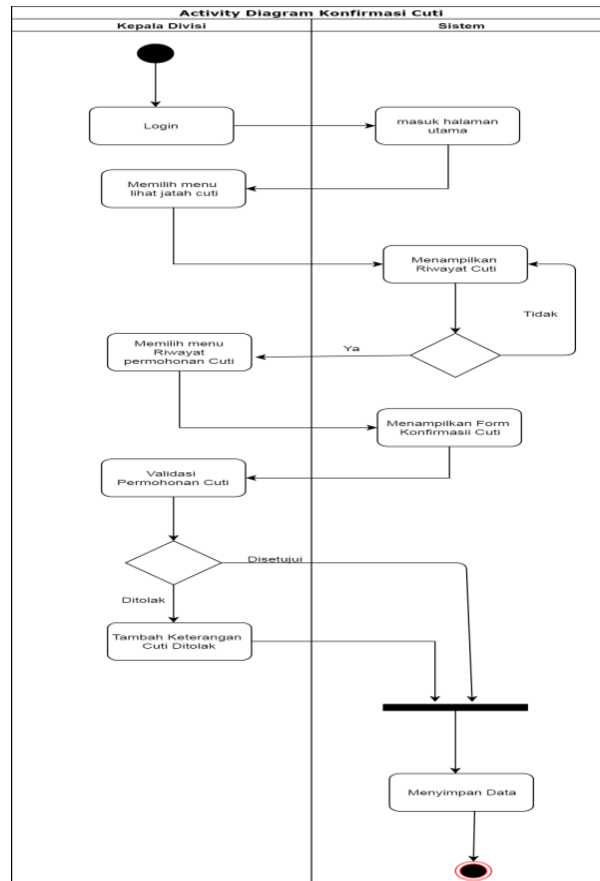 Activity Diagram Konfirmasi Cuti
Kepala Divisi
Sistem
Login
masuk halaman
utama
Memilih menu
lihat jatah cuti
Menampilkan
Riwayat Cuti
Tidak
Ya
Memilih menu
Riwayat
permohonan Cuti
Menampilkan Form
Konfirmasii Cuti
Validasi
Permohonan Cuti
Disetujui
Ditolak
Tambah Keterangan
Cuti Ditolak
Menyimpan Data